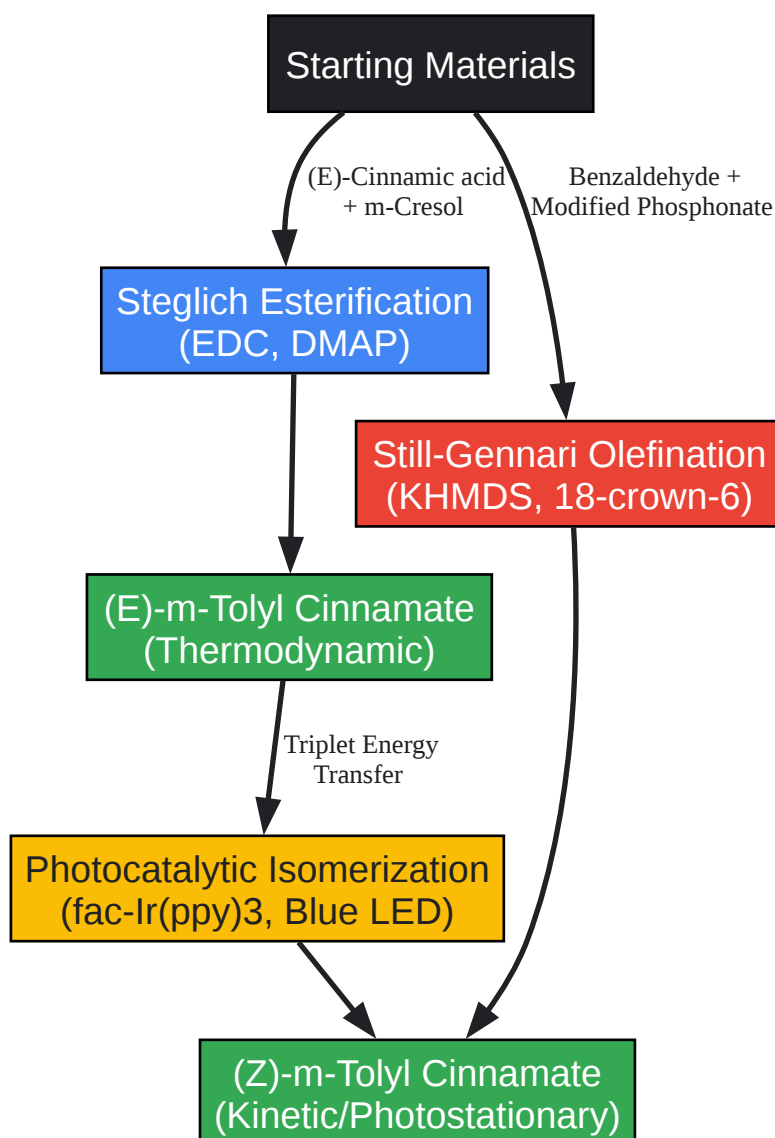 Starting Materials
(E)-Cinnamic acid
+ m-Cresol
Benzaldehyde +
Modified Phosphonate
Steglich Esterification
(EDC, DMAP)
Still-Gennari Olefination
(KHMDS, 18-crown-6)
(E)-m-Tolyl Cinnamate
(Thermodynamic)
Triplet Energy
Transfer
Photocatalytic Isomerization
(fac-Ir(ppy)3, Blue LED)
(Z)-m-Tolyl Cinnamate
(Kinetic/Photostationary)